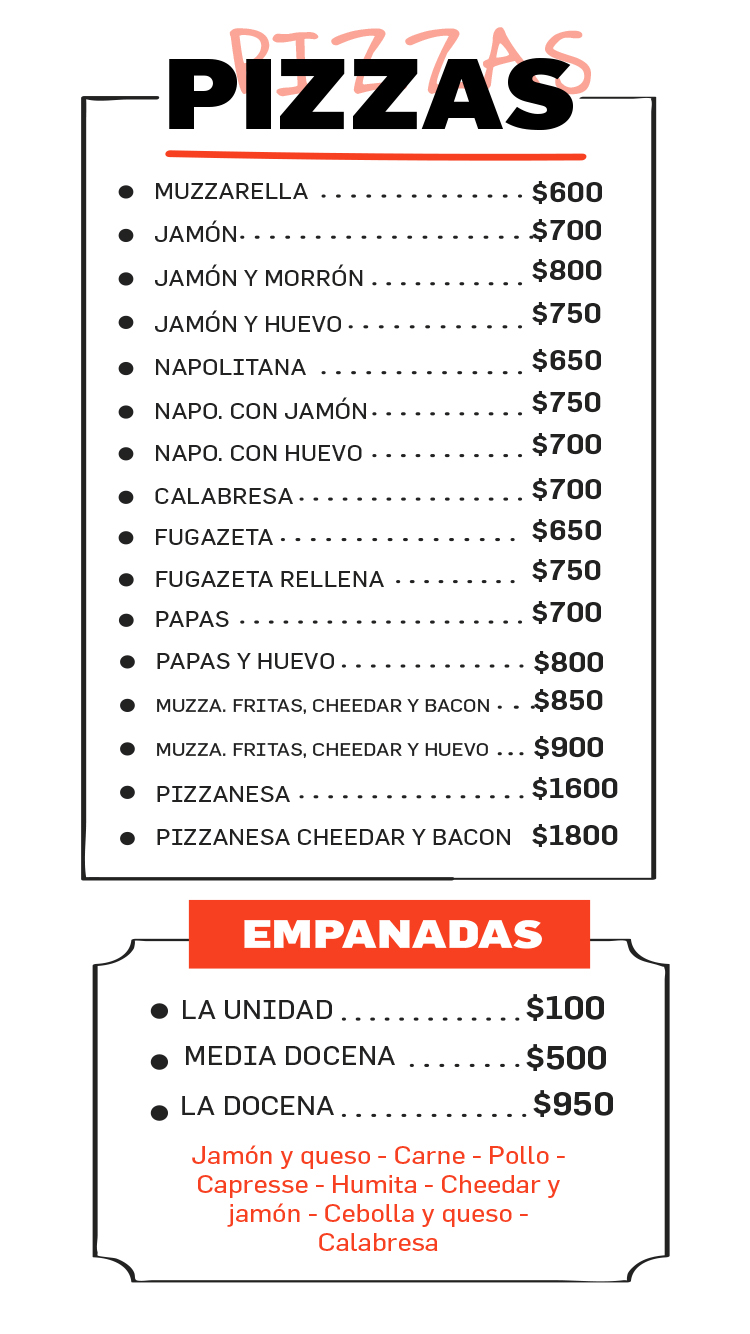 PIZZAS
PIZZAS
MUZZARELLA . . . . . . . . . . . . . . $600
JAMÓN. . . . . . . . . . . . . . . . . . . . . $700
JAMÓN Y MORRÓN . . . . . . . . . . . $800
JAMÓN Y HUEVO . . . . . . . . . . . . . $750
NAPOLITANA . . . . . . . . . . . . . . $650
NAPO. CON JAMÓN. . . . . . . . . . . $750
NAPO. CON HUEVO . . . . . . . . . . . $700
CALABRESA . . . . . . . . . . . . . . . . $700
FUGAZETA . . . . . . . . . . . . . . . . $650
FUGAZETA RELLENA . . . . . . . . $750
PAPAS . . . . . . . . . . . . . . . . . . . . $700
PAPAS Y HUEVO . . . . . . . . . . . . . $800
MUZZA. FRITAS, CHEEDAR Y BACON . . . $850
MUZZA. FRITAS, CHEEDAR Y HUEVO . . . $900
PIZZANESA . . . . . . . . . . . . . . . . $1600
PIZZANESA CHEEDAR Y BACON $1800
EMPANADAS
LA UNIDAD . . . . . . . . . . . . . $100
MEDIA DOCENA . . . . . . . . $500
LA DOCENA . . . . . . . . . . . . . $950
Jamón y queso - Carne - Pollo -
Capresse - Humita - Cheedar y
jamón - Cebolla y queso -
Calabresa